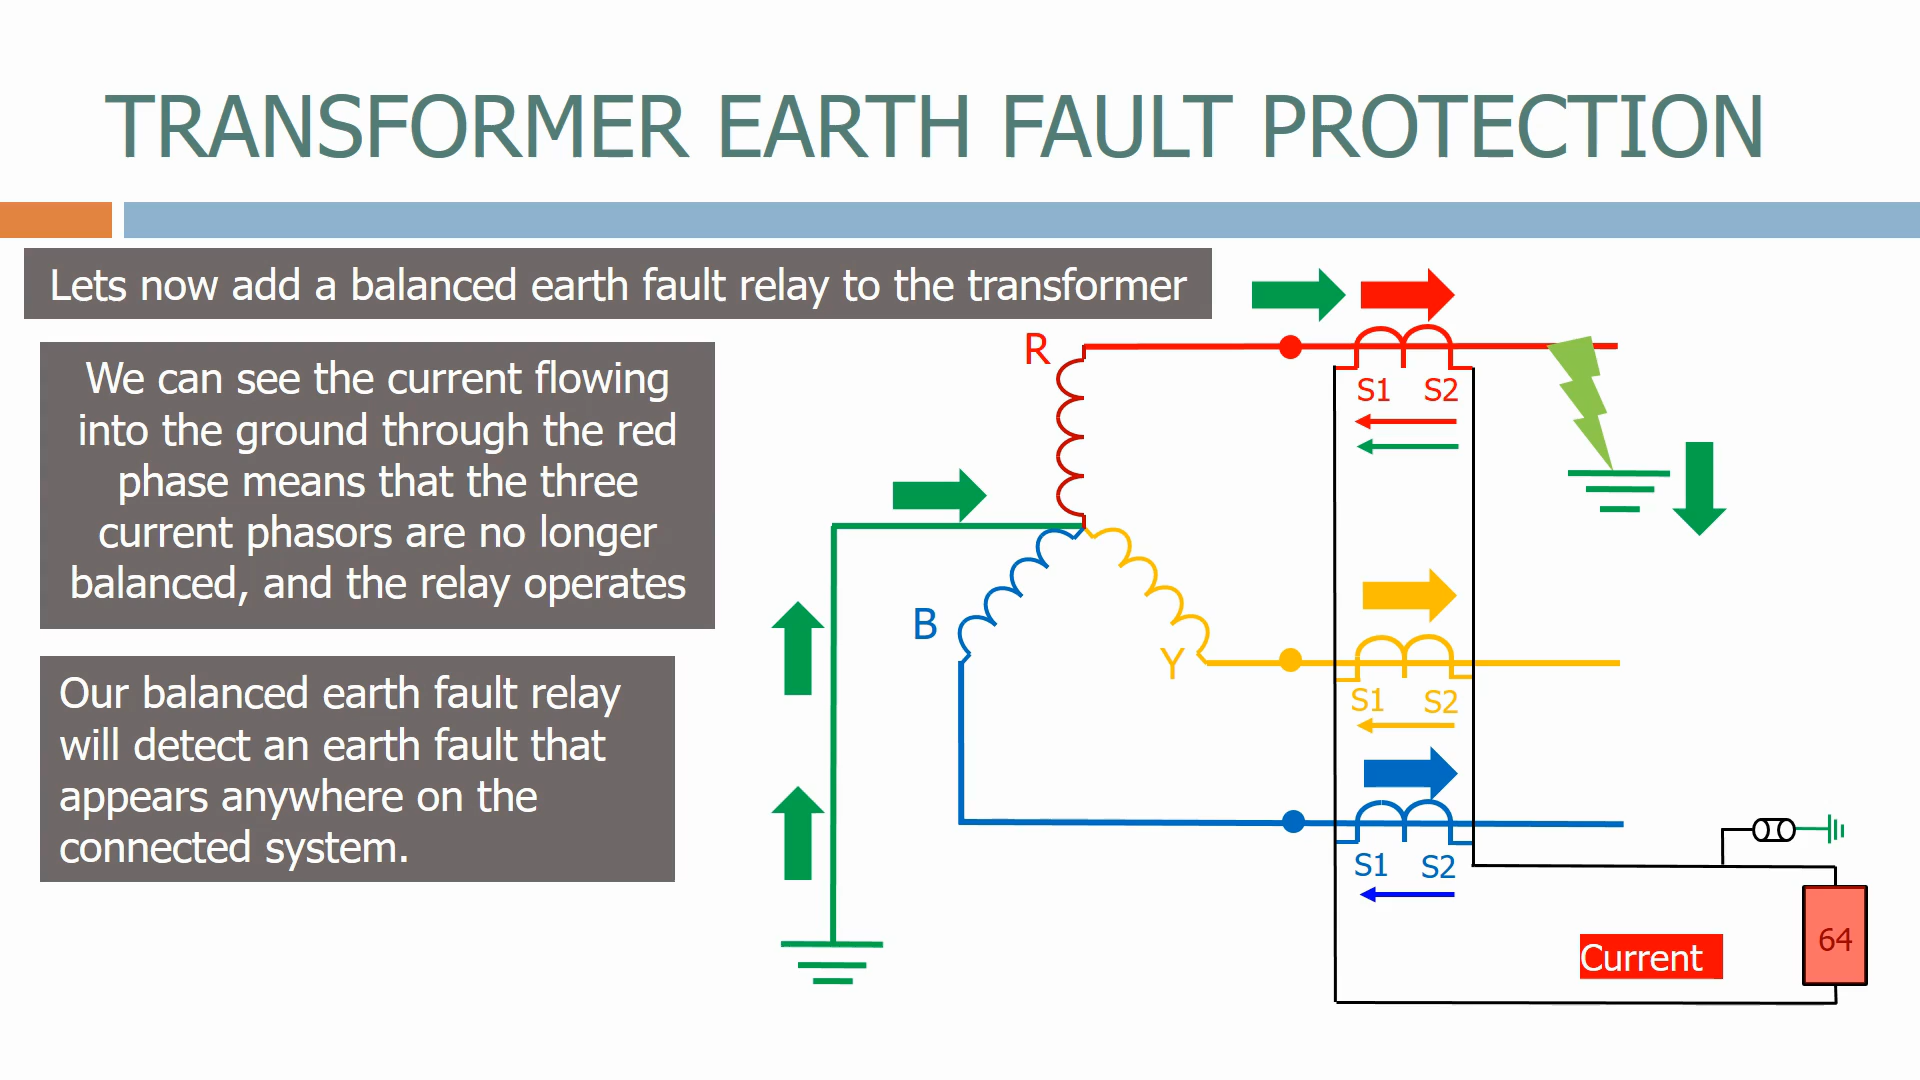 TRANSFORMER EARTH FAULT PROTECTION
Lets now add a balanced earth fault relay to the transformer
We can see the current flowing
into the ground through the red
phase means that the three
current phasors are no longer
balanced, and the relay operates
Our balanced earth fault relay
will detect an earth fault that
appears anywhere on the
connected system.
R
S1 S2
B
Y
S1 S2
S1 S2
Current
64